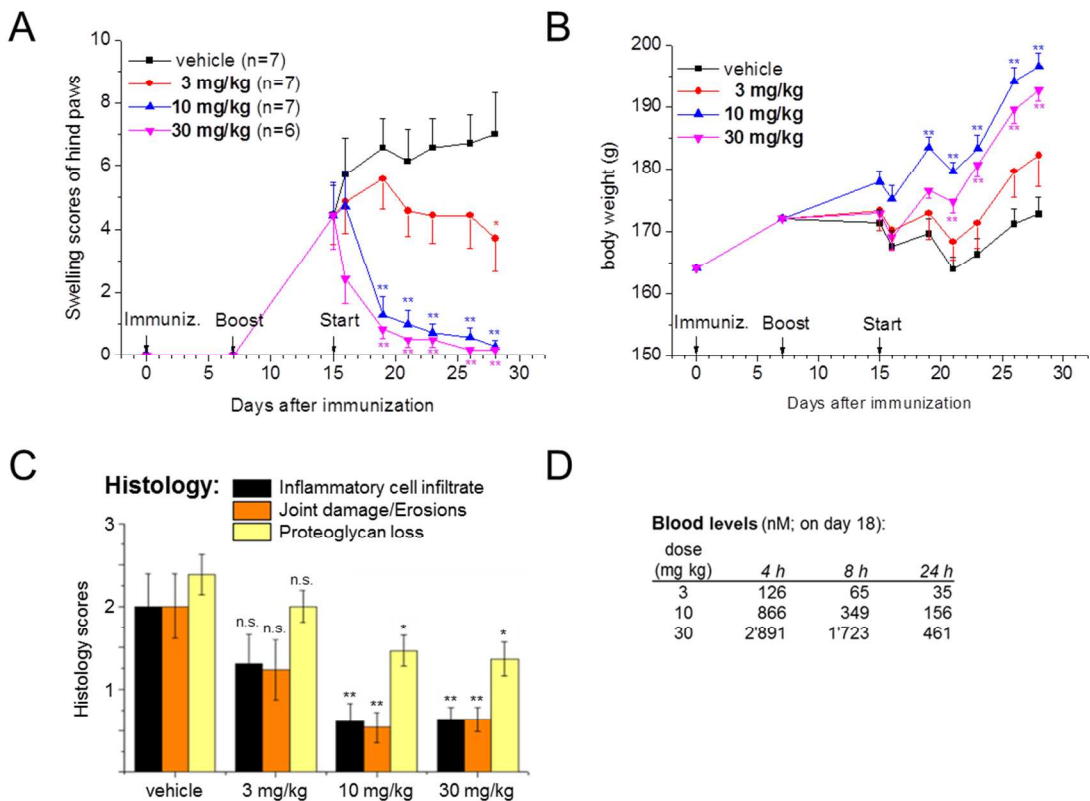 A
10
8
6
4
2
0
Swelling scores of hind paws
vehicle (n=7)
3 mg/kg (n=7)
10 mg/kg (n=7)
30 mg/kg (n=6)
*
** ** ** ** **
** ** ** ** **
Immuniz. Boost Start
0 5 10 15 20 25 30
Days after immunization
B
200
190
180
170
160
150
body weight (g)
vehicle
3 mg/kg
10 mg/kg
30 mg/kg
** ** ** ** **
** ** ** **
Immuniz. Boost Start
0 5 10 15 20 25 30
Days after immunization
C
Histology:
Inflammatory cell infiltrate
Joint damage/Erosions
Proteoglycan loss
3
2
1
Histology scores
n.s. n.s. n.s.
** ** *
** ** *
vehicle 3 mg/kg 10 mg/kg 30 mg/kg
D
Blood levels (nM; on day 18):
dose
(mg kg) 4 h 8 h 24 h
3 126 65 35
10 866 349 156
30 2'891 1'723 461